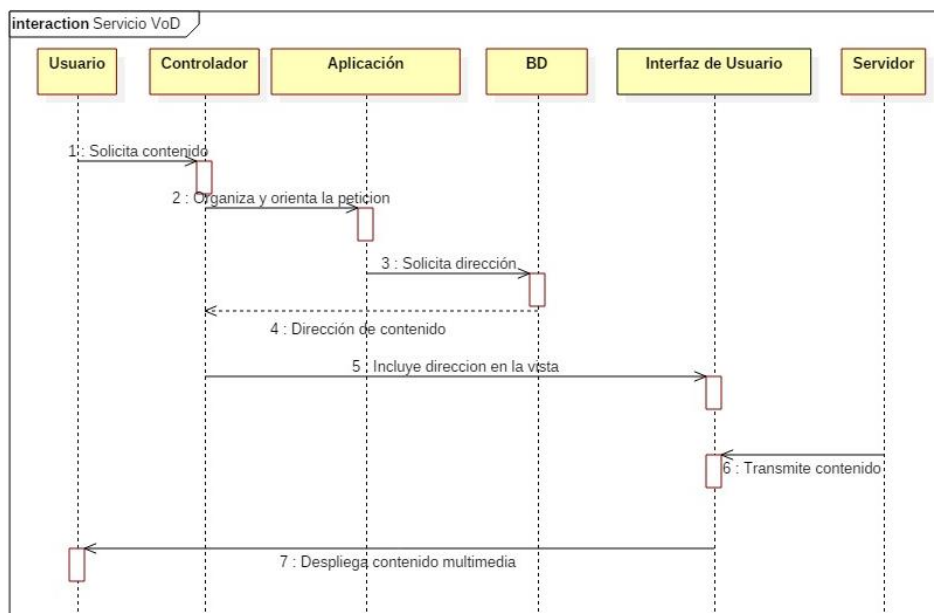 interaction Servicio VoD
Usuario
Controlador
Aplicación
BD
Interfaz de Usuario
Servidor
1 : Solicita contenido
2 : Organiza y orienta la peticion
3 : Solicita dirección
4 : Dirección de contenido
5 : Incluye direccion en la vista
6 : Transmite contenido
7 : Despliega contenido multimedia